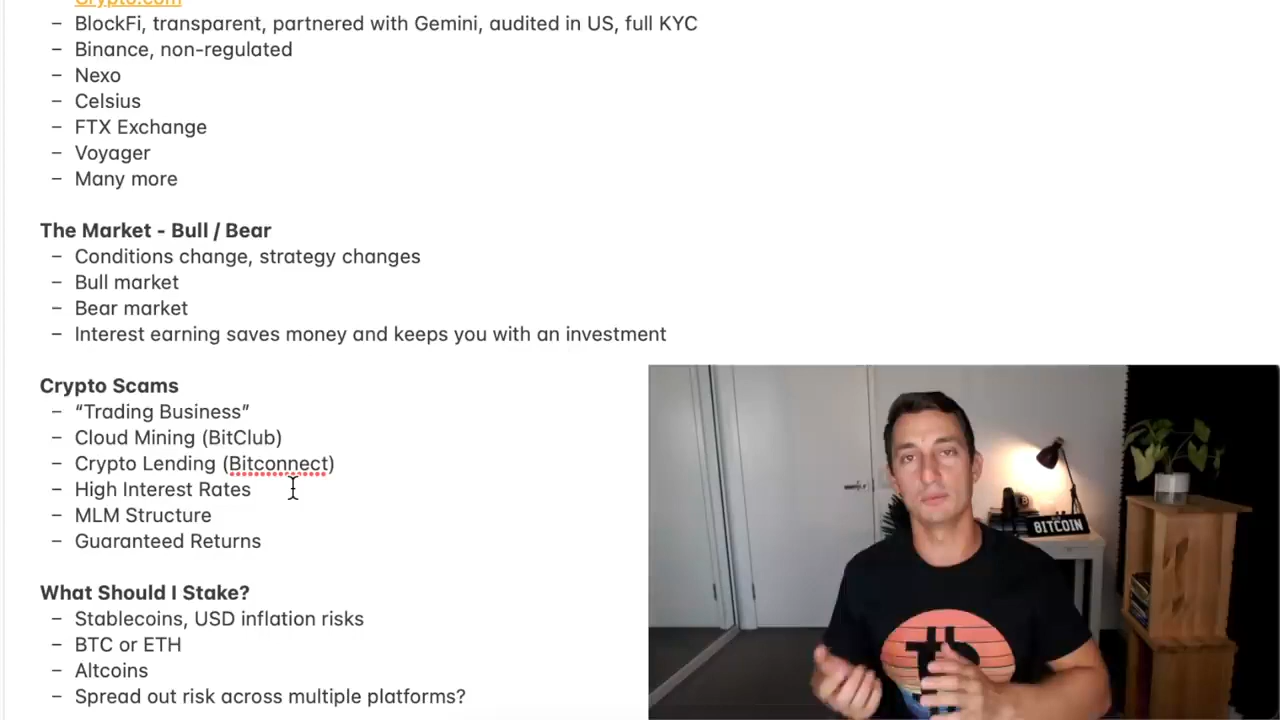 Crypto.com
– BlockFi, transparent, partnered with Gemini, audited in US, full KYC
– Binance, non-regulated
– Nexo
– Celsius
– FTX Exchange
– Voyager
– Many more
The Market - Bull / Bear
– Conditions change, strategy changes
– Bull market
– Bear market
– Interest earning saves money and keeps you with an investment
Crypto Scams
– “Trading Business”
– Cloud Mining (BitClub)
– Crypto Lending (Bitconnect)
– High Interest Rates
– MLM Structure
– Guaranteed Returns
What Should I Stake?
– Stablecoins, USD inflation risks
– BTC or ETH
– Altcoins
– Spread out risk across multiple platforms?
BITCOIN